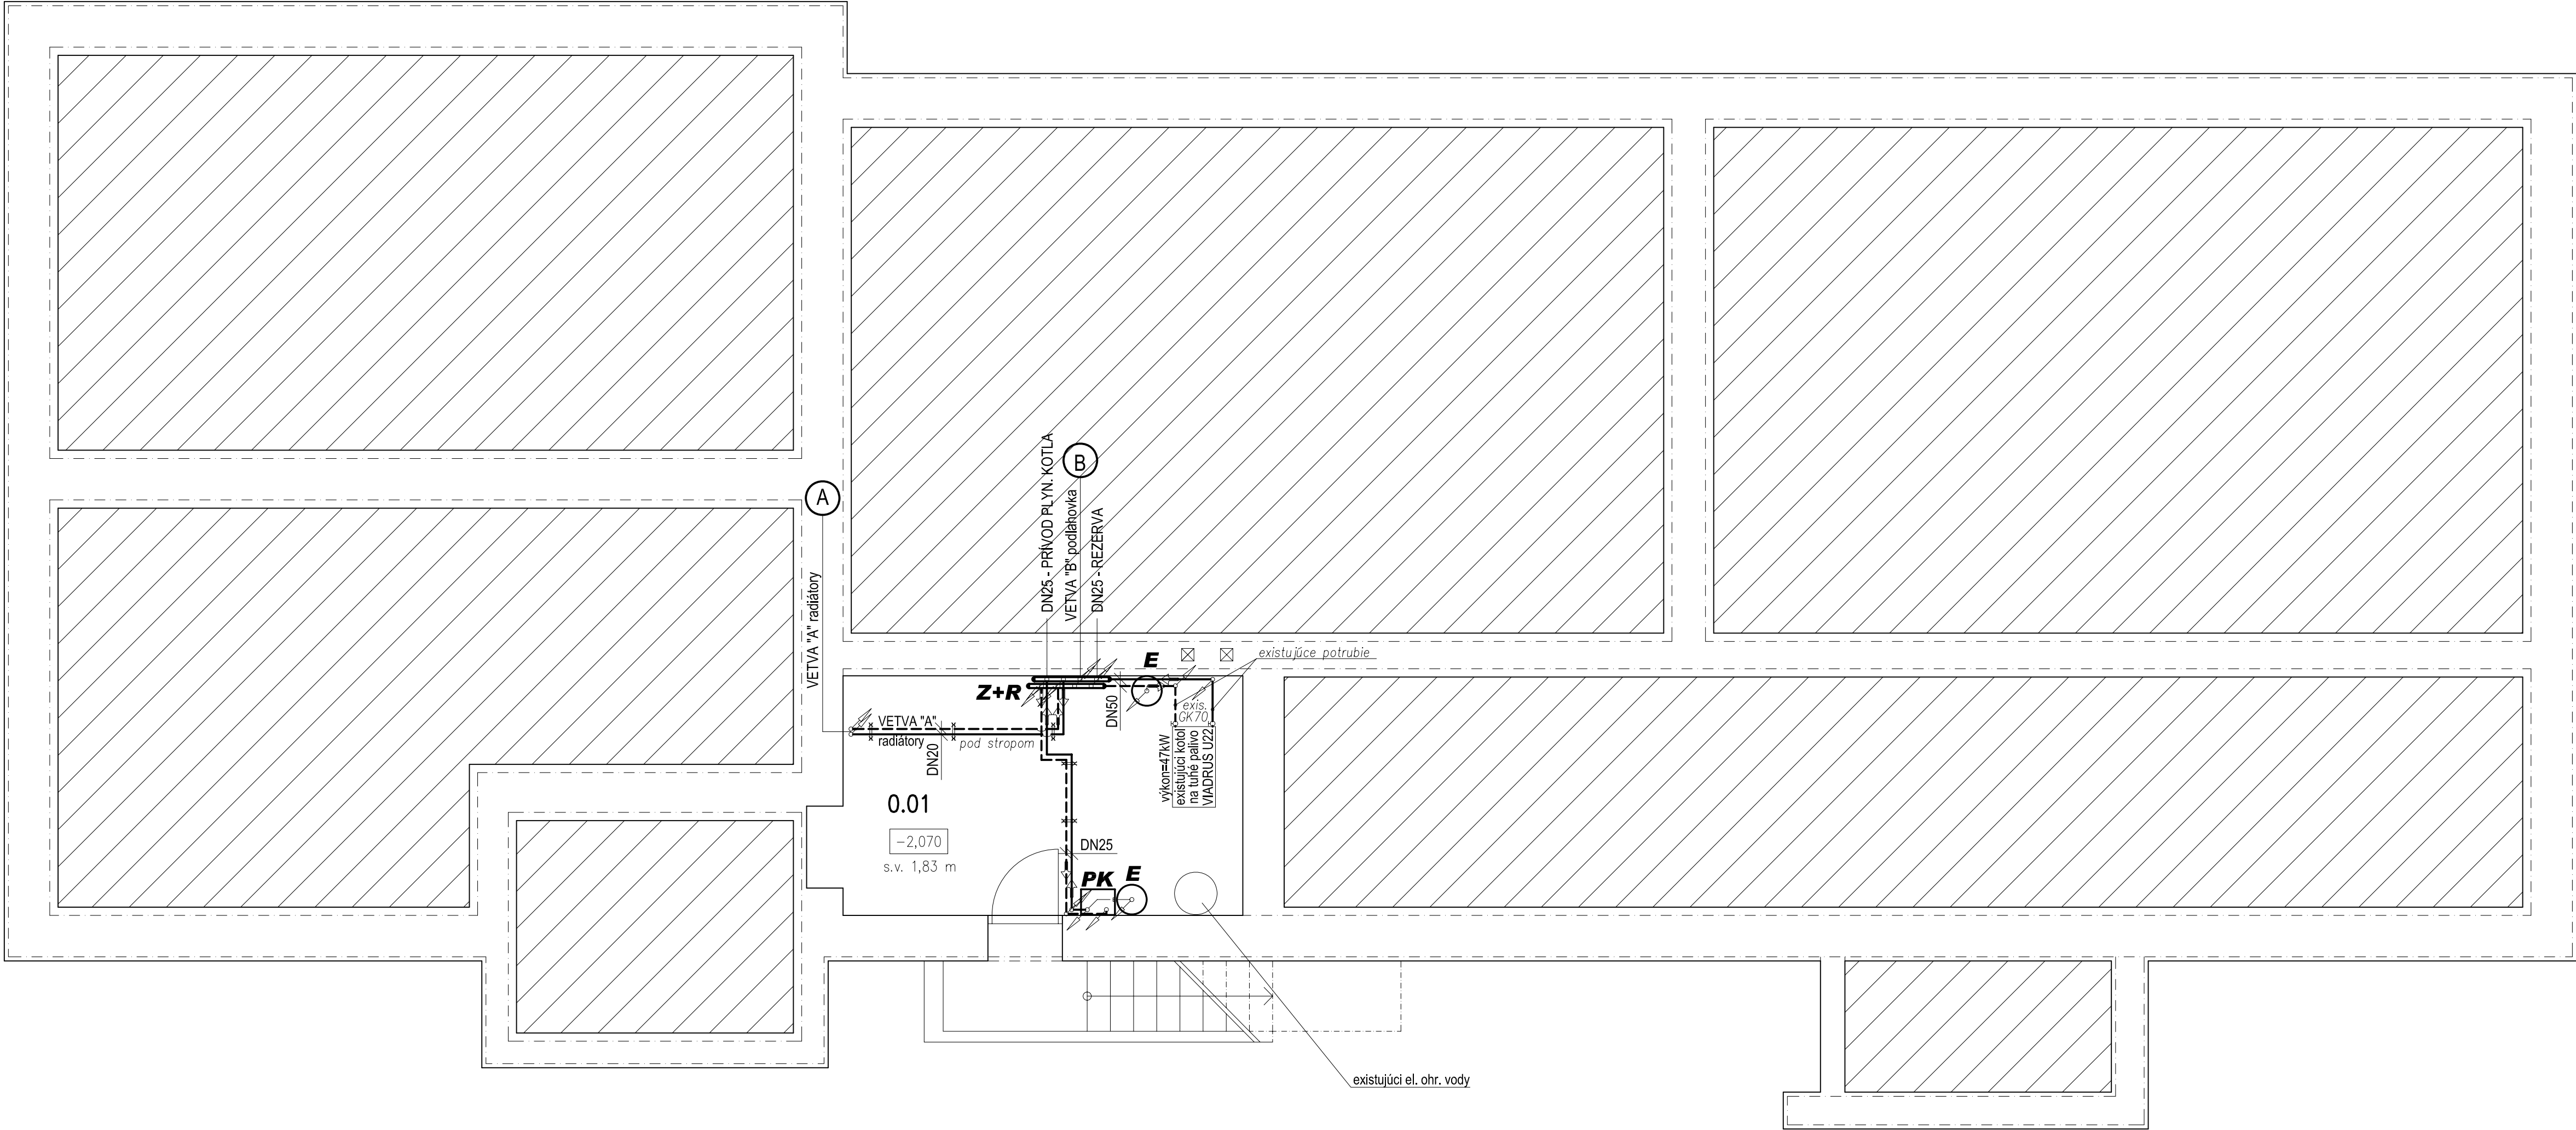 DN25 - PRÍVOD PLYN. KOTLA
B
VETVA "B" podlahovka
DN25 - REZERVA
A
VETVA "A" radiátory
E
existujúce potrubie
Z+R
DN50
exis.
GK70
VETVA "A"
radiátory
pod stropom
DN20
výkon=47kW
existujúci kotol
na tuhé palivo
VIADRUS U22
0.01
-2,070
s.v. 1,83 m
DN25
PK
E
existujúci el. ohr. vody